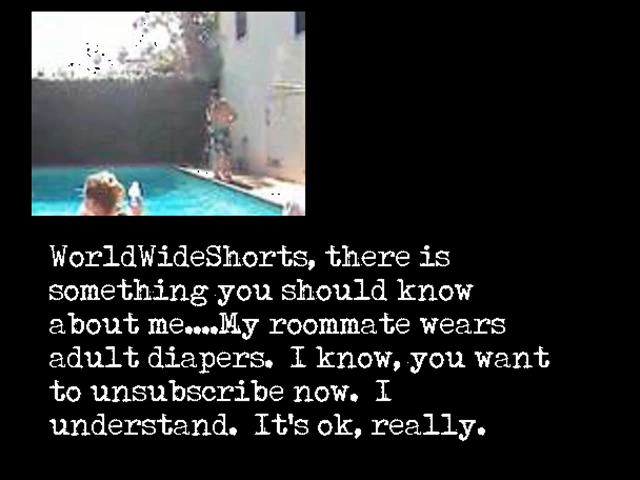 WorldWideShorts, there is
something you should know
about me....My roommate wears
adult diapers.  I know, you want
to unsubscribe now.  I
understand.  It's ok, really.